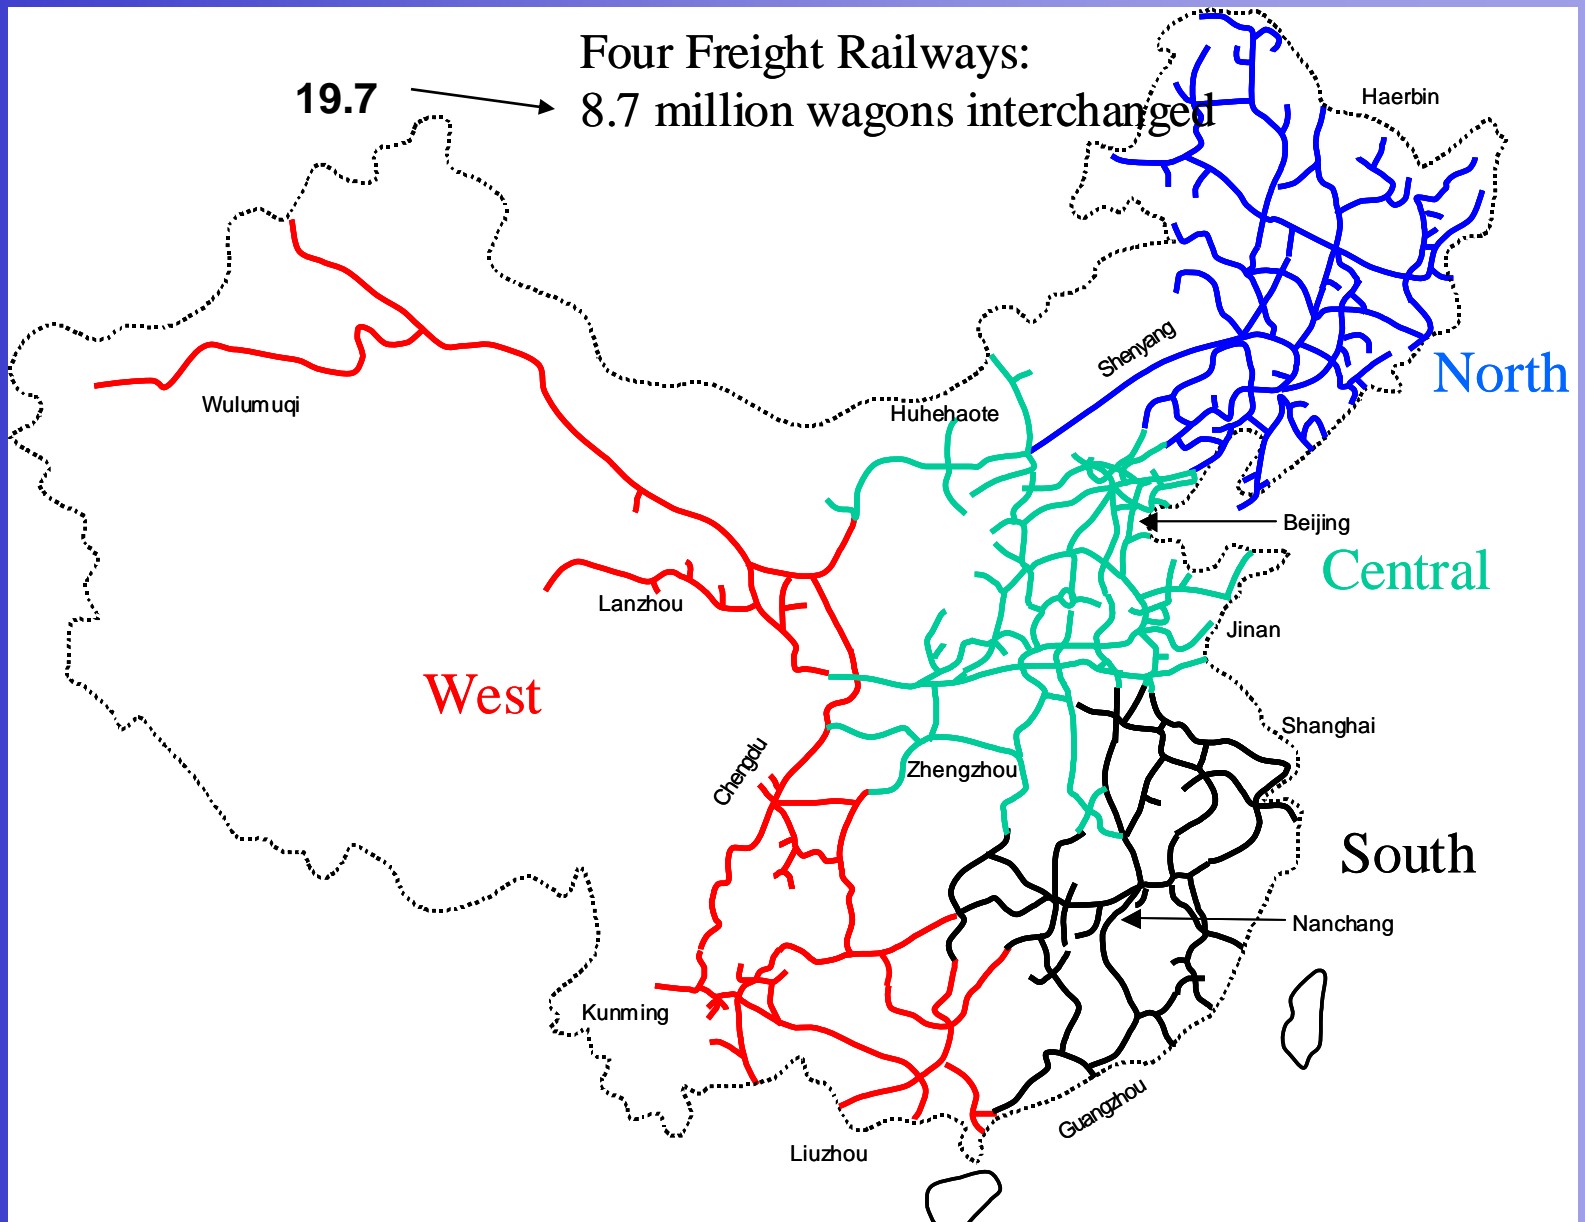 Four Freight Railways:
19.7
8.7 million wagons interchanged
Haerbin
Shenyang
North
Wulumuqi
Huhehaote
Beijing
Central
Lanzhou
Jinan
West
Shanghai
Chengdu
Zhengzhou
South
Nanchang
Kunming
Guangzhou
Liuzhou